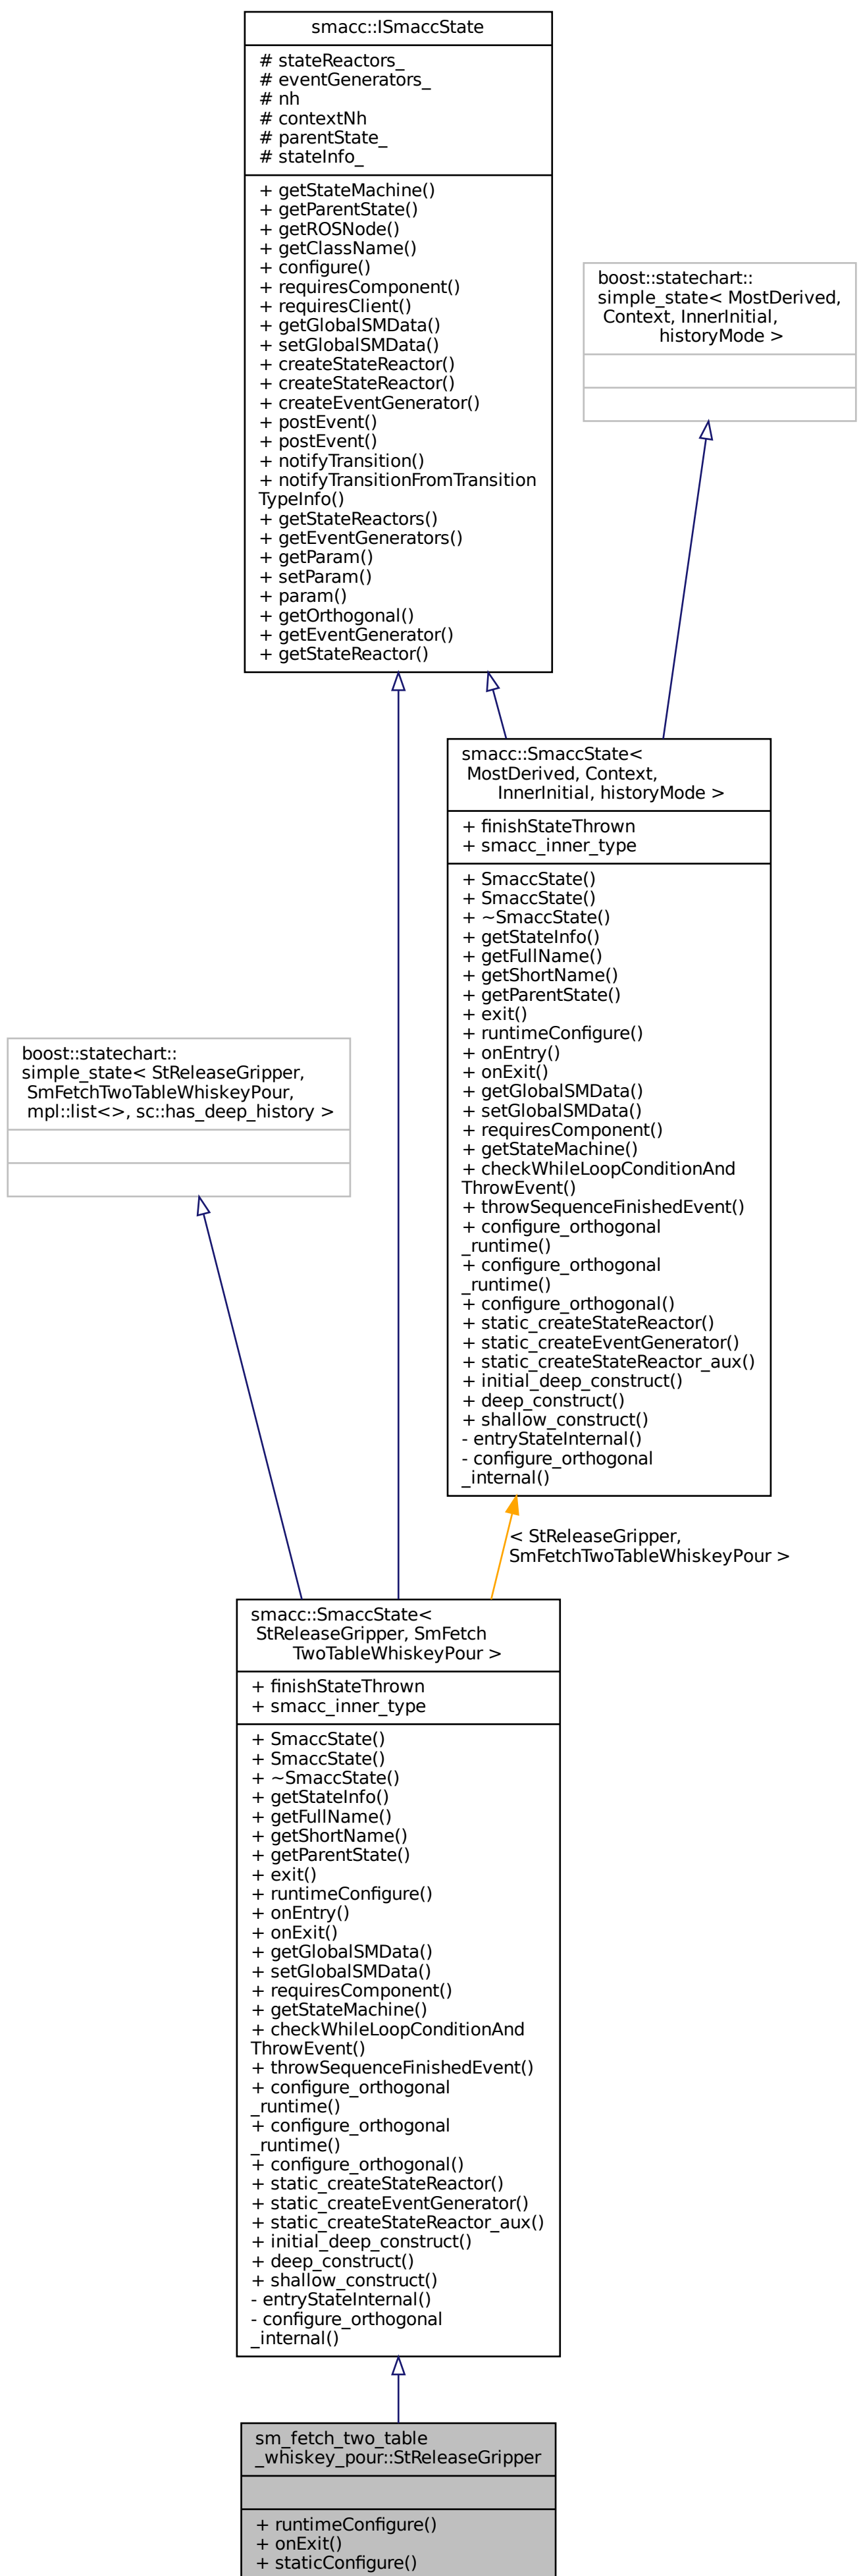 smacc::ISmaccState
# stateReactors_
# eventGenerators_
# nh
# contextNh
# parentState_
# stateInfo_
+ getStateMachine()
+ getParentState()
+ getROSNode()
+ getClassName()
+ configure()
+ requiresComponent()
+ requiresClient()
+ getGlobalSMData()
+ setGlobalSMData()
+ createStateReactor()
+ createStateReactor()
+ createEventGenerator()
+ postEvent()
+ postEvent()
+ notifyTransition()
+ notifyTransitionFromTransition
TypeInfo()
+ getStateReactors()
+ getEventGenerators()
+ getParam()
+ setParam()
+ param()
+ getOrthogonal()
+ getEventGenerator()
+ getStateReactor()
boost::statechart::
simple_state< MostDerived,
Context, InnerInitial,
historyMode >
smacc::SmaccState<
MostDerived, Context,
InnerInitial, historyMode >
+ finishStateThrown
+ smacc_inner_type
+ SmaccState()
+ SmaccState()
+ ~SmaccState()
+ getStateInfo()
+ getFullName()
+ getShortName()
+ getParentState()
+ exit()
+ runtimeConfigure()
+ onEntry()
+ onExit()
+ getGlobalSMData()
+ setGlobalSMData()
+ requiresComponent()
+ getStateMachine()
+ checkWhileLoopConditionAnd
ThrowEvent()
+ throwSequenceFinishedEvent()
+ configure_orthogonal
_runtime()
+ configure_orthogonal
_runtime()
+ configure_orthogonal()
+ static_createStateReactor()
+ static_createEventGenerator()
+ static_createStateReactor_aux()
+ initial_deep_construct()
+ deep_construct()
+ shallow_construct()
- entryStateInternal()
- configure_orthogonal
_internal()
boost::statechart::
simple_state< StReleaseGripper,
SmFetchTwoTableWhiskeyPour,
mpl::list<>, sc::has_deep_history >
< StReleaseGripper,
SmFetchTwoTableWhiskeyPour >
smacc::SmaccState<
StReleaseGripper, SmFetch
TwoTableWhiskeyPour >
+ finishStateThrown
+ smacc_inner_type
+ SmaccState()
+ SmaccState()
+ ~SmaccState()
+ getStateInfo()
+ getFullName()
+ getShortName()
+ getParentState()
+ exit()
+ runtimeConfigure()
+ onEntry()
+ onExit()
+ getGlobalSMData()
+ setGlobalSMData()
+ requiresComponent()
+ getStateMachine()
+ checkWhileLoopConditionAnd
ThrowEvent()
+ throwSequenceFinishedEvent()
+ configure_orthogonal
_runtime()
+ configure_orthogonal
_runtime()
+ configure_orthogonal()
+ static_createStateReactor()
+ static_createEventGenerator()
+ static_createStateReactor_aux()
+ initial_deep_construct()
+ deep_construct()
+ shallow_construct()
- entryStateInternal()
- configure_orthogonal
_internal()
sm_fetch_two_table
_whiskey_pour::StReleaseGripper
+ runtimeConfigure()
+ onExit()
+ staticConfigure()